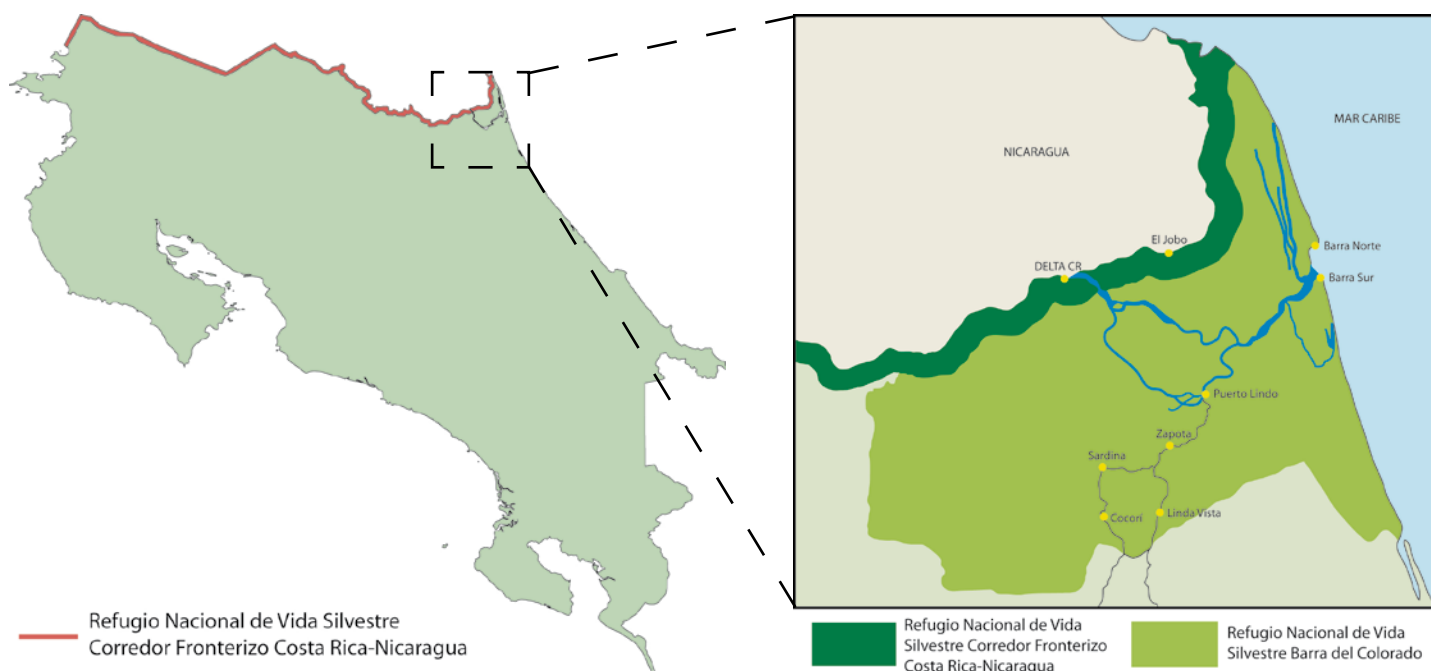 Refugio Nacional de Vida Silvestre
Corredor Fronterizo Costa Rica-Nicaragua
NICARAGUA
MAR CARIBE
El Jobo
Barra Norte
DELTA CR
Barra Sur
Puerto Lindo
Zapota
Sardina
Cocorí
Linda Vista
Refugio Nacional de Vida
Silvestre Corredor Fronterizo
Costa Rica-Nicaragua
Refugio Nacional de Vida
Silvestre Barra del Colorado